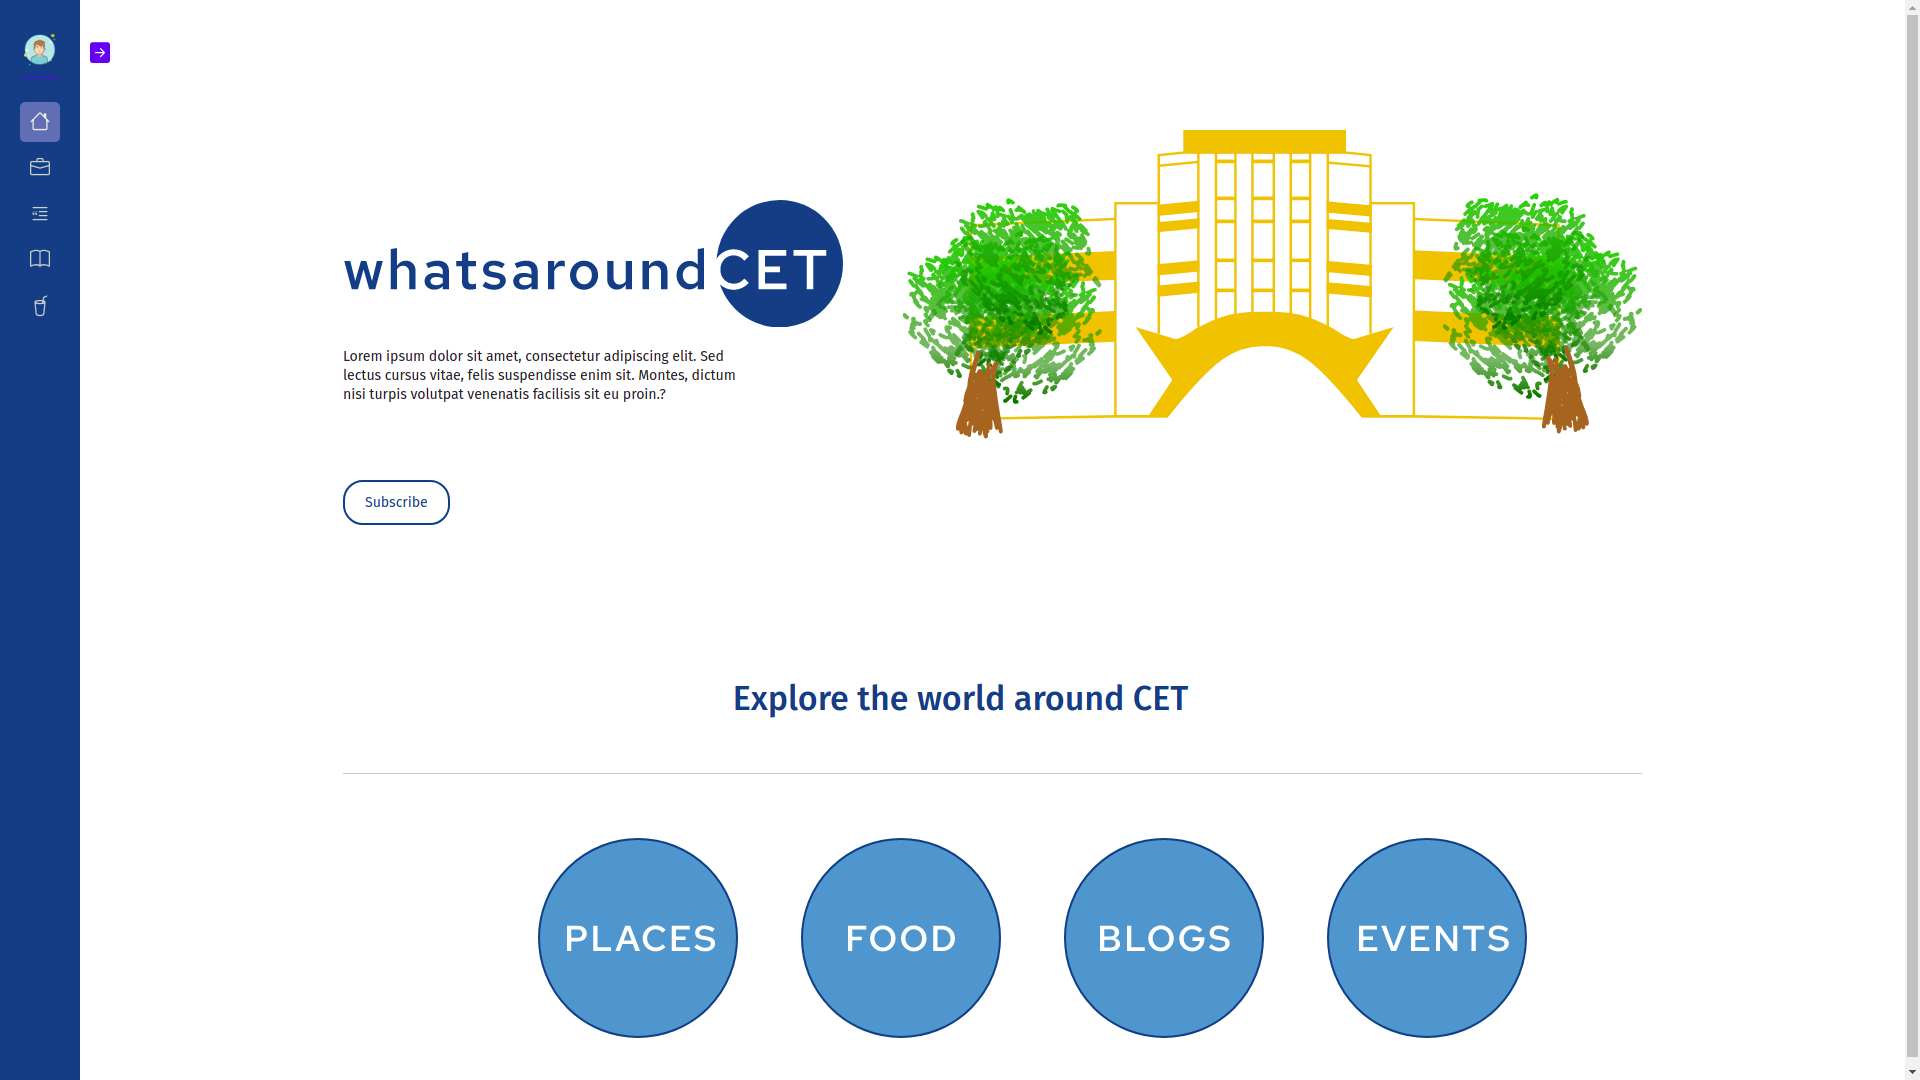 whatsaroundCET
Lorem ipsum dolor sit amet, consectetur adipiscing elit. Sed
lectus cursus vitae, felis suspendisse enim sit. Montes, dictum
nisi turpis volutpat venenatis facilisis sit eu proin.?
Subscribe
Explore the world around CET
PLACES
FOOD
BLOGS
EVENTS